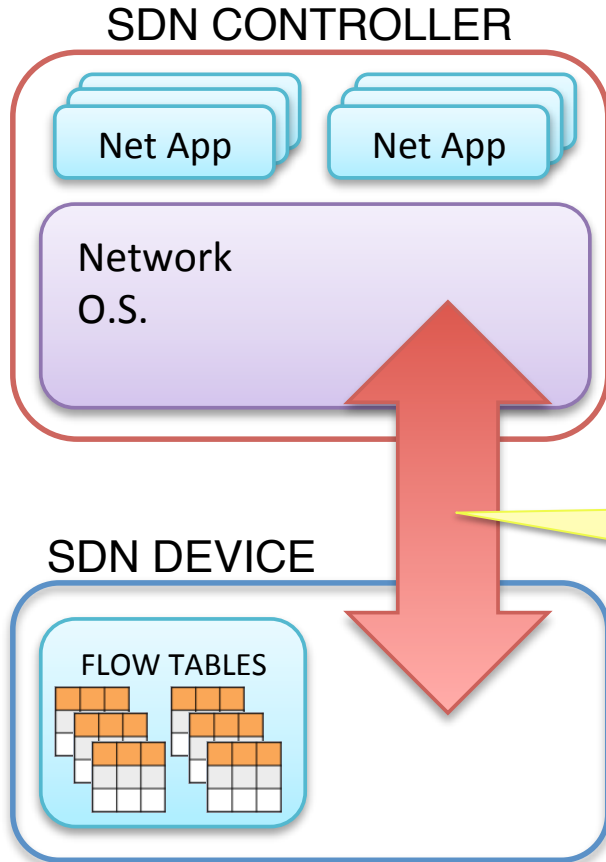 SDN CONTROLLER
Net App
Net App
Network
O.S.
SDN DEVICE
FLOW TABLES